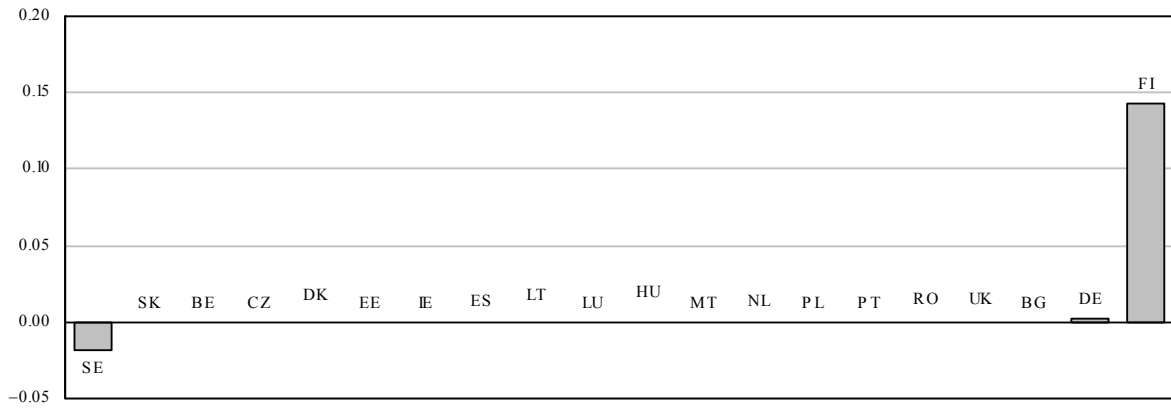 0.20
FI
0.15
0.10
0.05
SK BE CZ DK EE IE ES LT LU HU MT NL PL PT RO UK BG DE
0.00
SE
−0.05